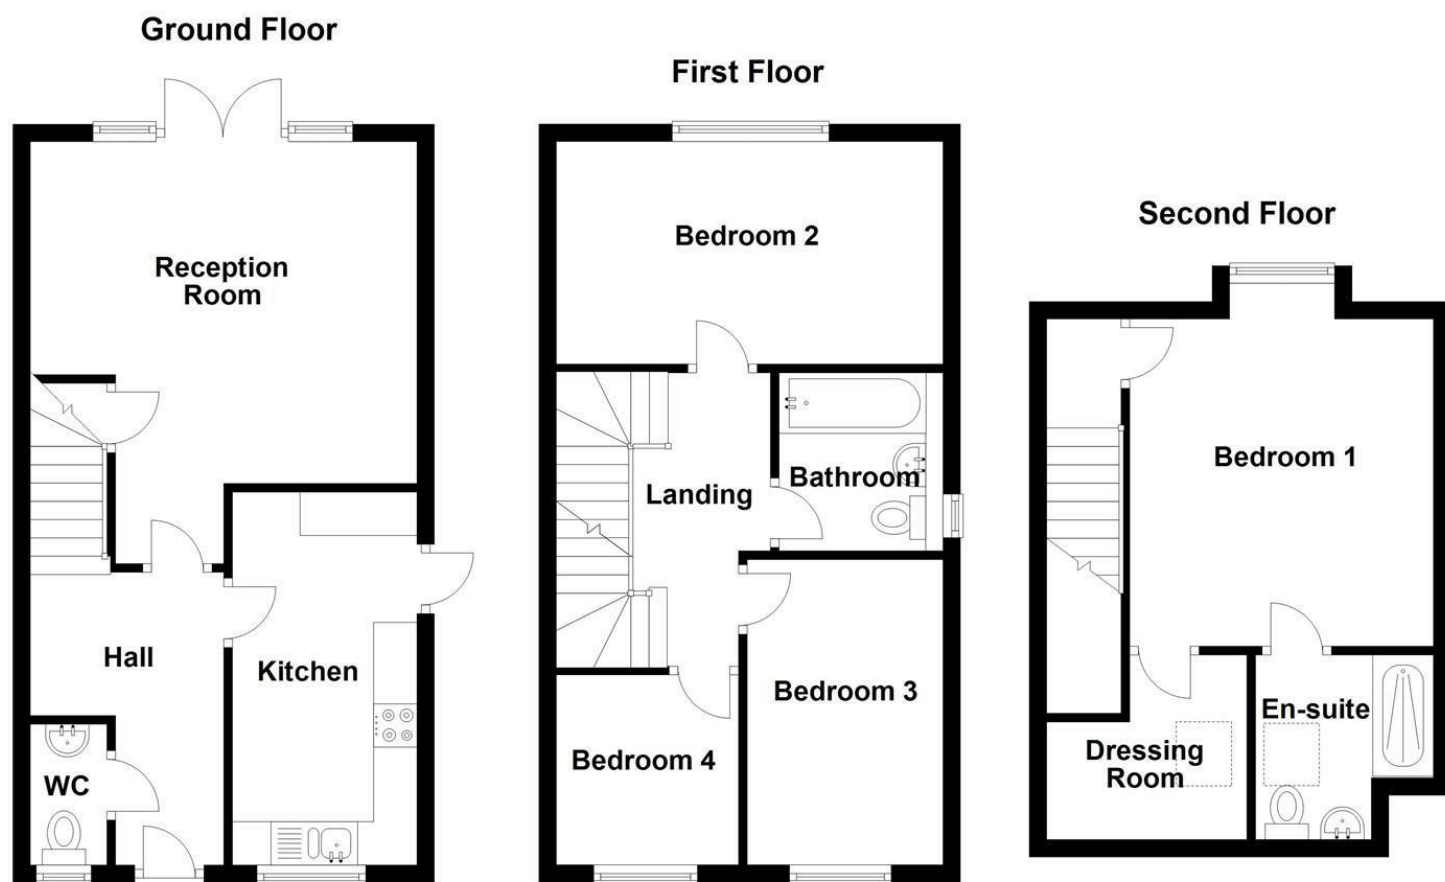 Ground Floor
Reception
Room
Hall
Kitchen
WC
First Floor
Bedroom 2
Landing
Bathroom
Bedroom 3
Bedroom 4
Second Floor
Bedroom 1
En-suite
Dressing
Room